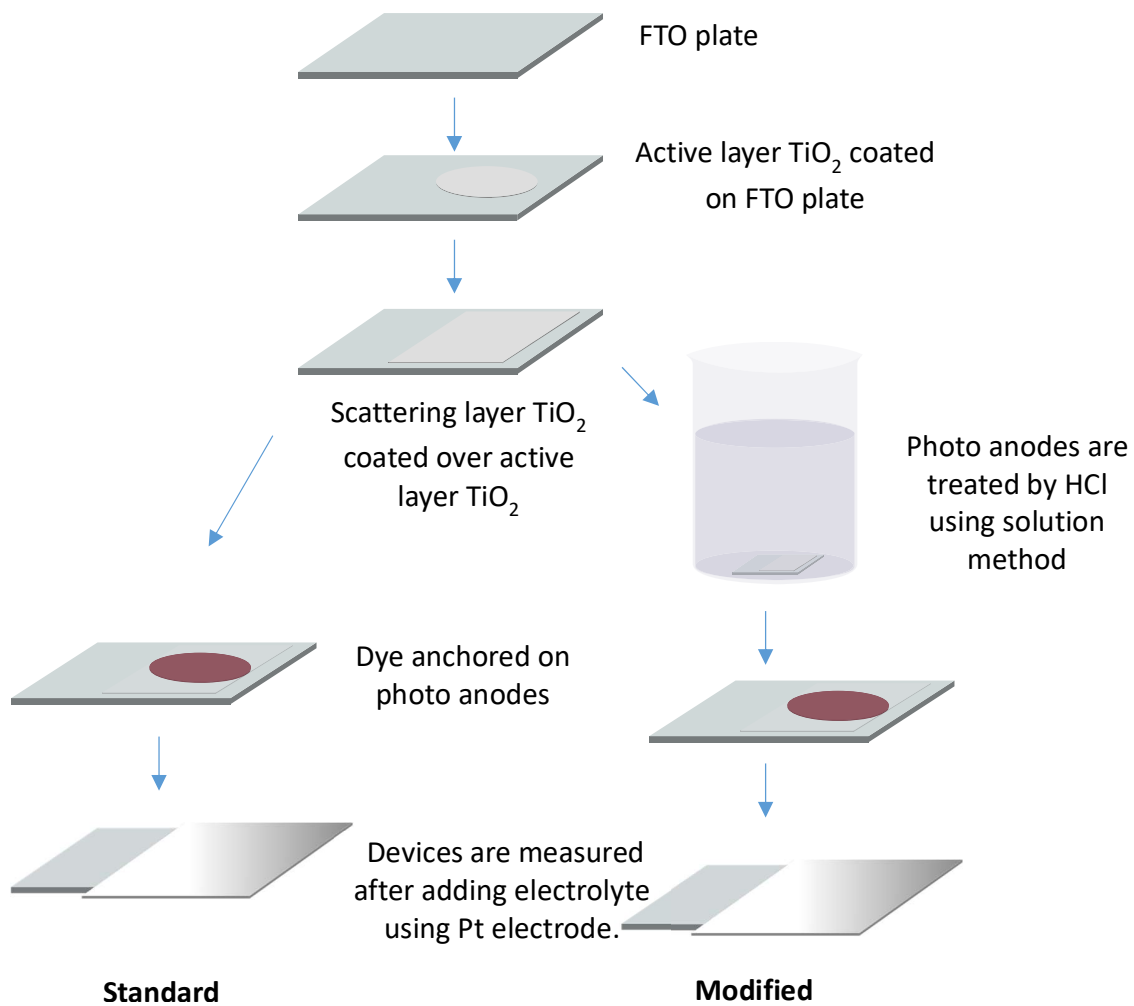 FTO plate
Active layer TiO₂ coated
on FTO plate
Scattering layer TiO₂
coated over active
layer TiO₂
Photo anodes are
treated by HCl
using solution
method
Dye anchored on
photo anodes
Devices are measured
after adding electrolyte
using Pt electrode.
Standard
Modified